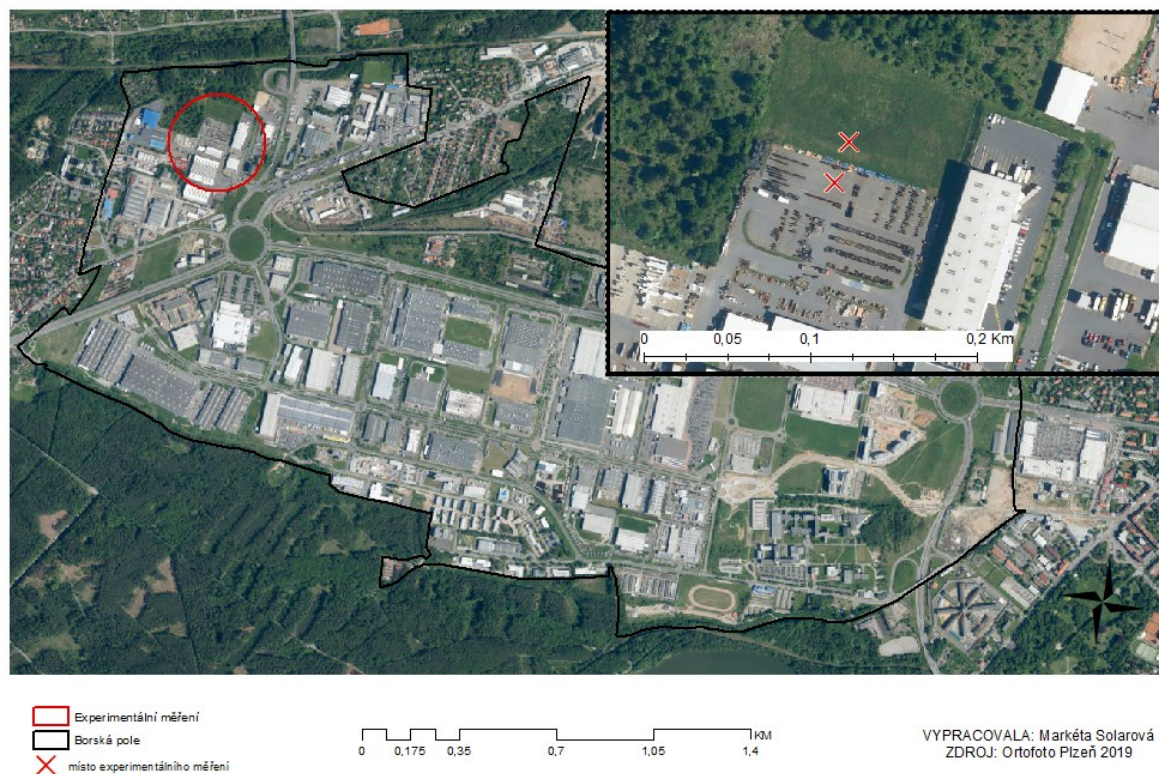 0 0,05 0,1 0,2 Km
Experimentální měření
Borská pole
místo experimentálního měření
KM
0 0,175 0,35 0,7 1,05 1,4
VYPRACOVALA: Markéta Solarová
ZDROJ: Ortofoto Plzeň 2019